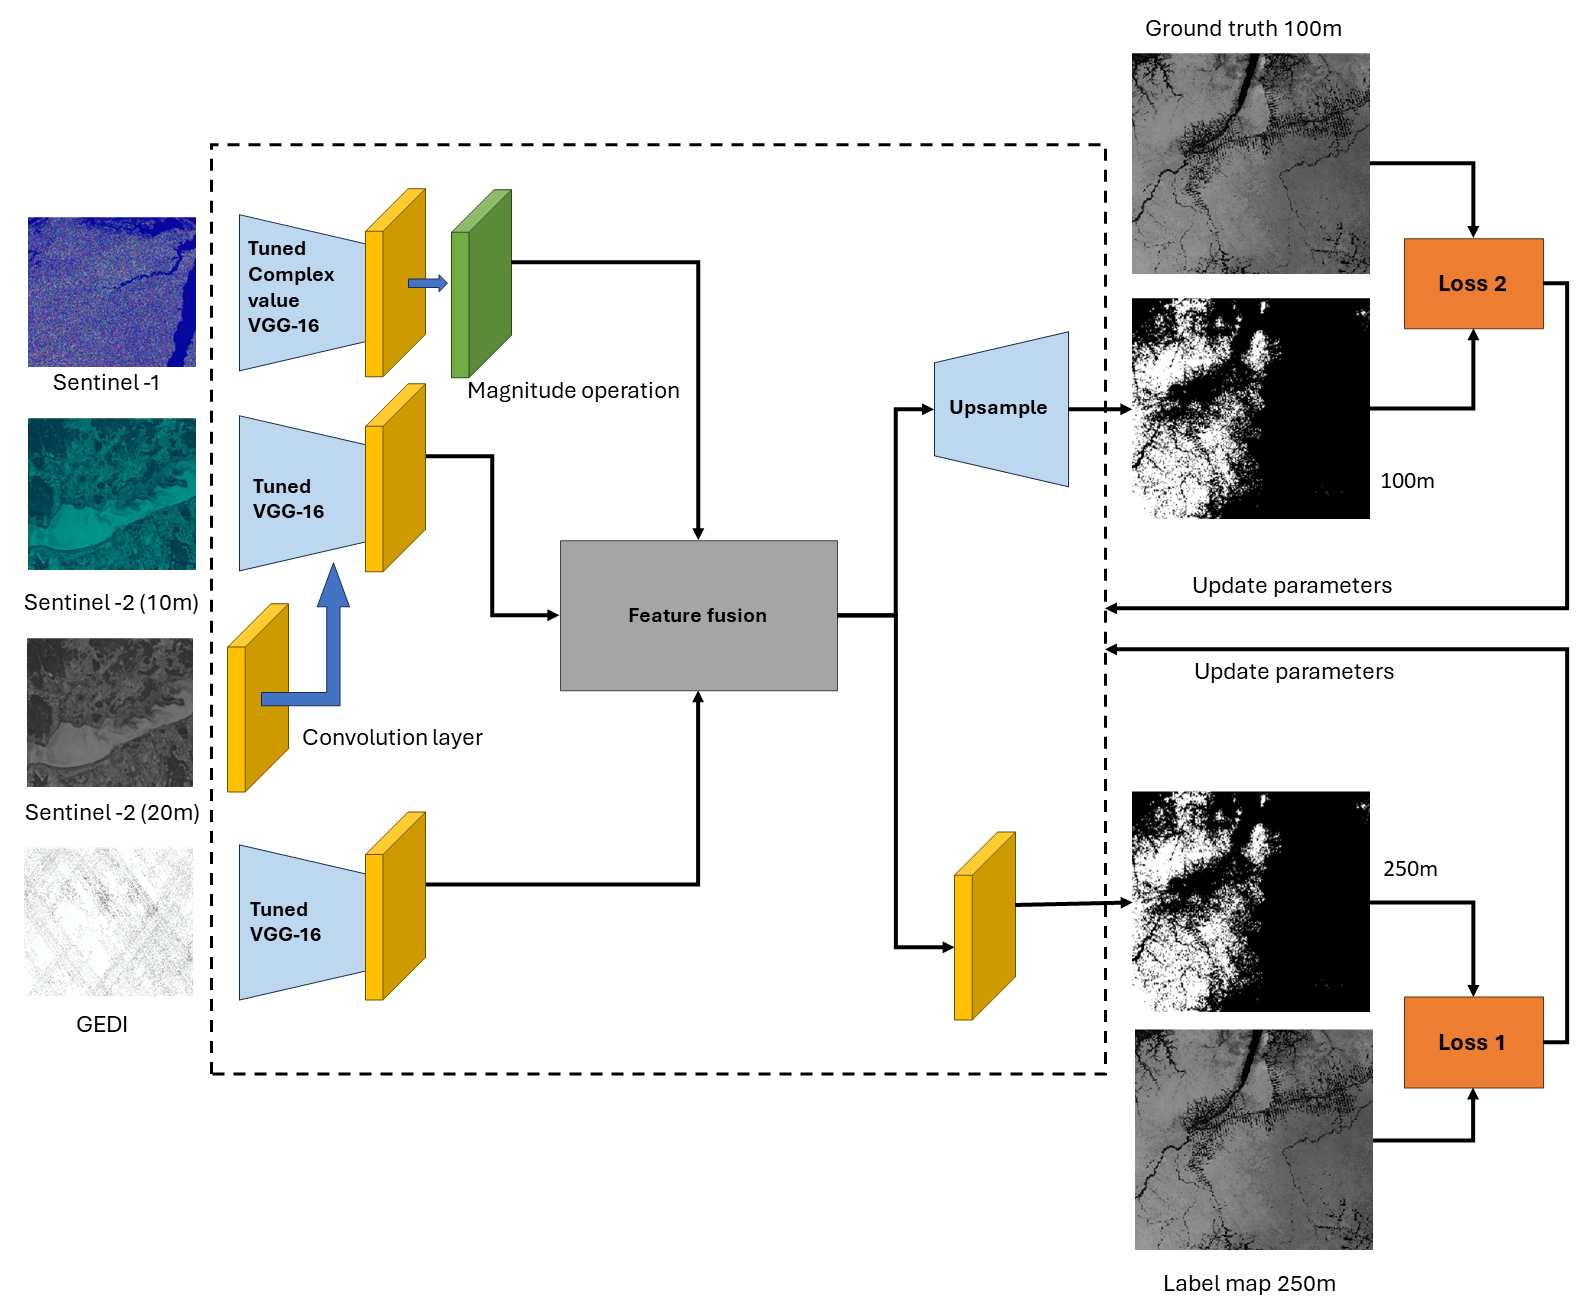 Ground truth 100m
Tuned
Complex
value
VGG-16
Loss 2
Sentinel -1
Magnitude operation
Upsample
100m
Tuned
VGG-16
Sentinel -2 (10m)
Update parameters
Feature fusion
Update parameters
Convolution layer
Sentinel -2 (20m)
250m
Tuned
VGG-16
GEDI
Loss 1
Label map 250m